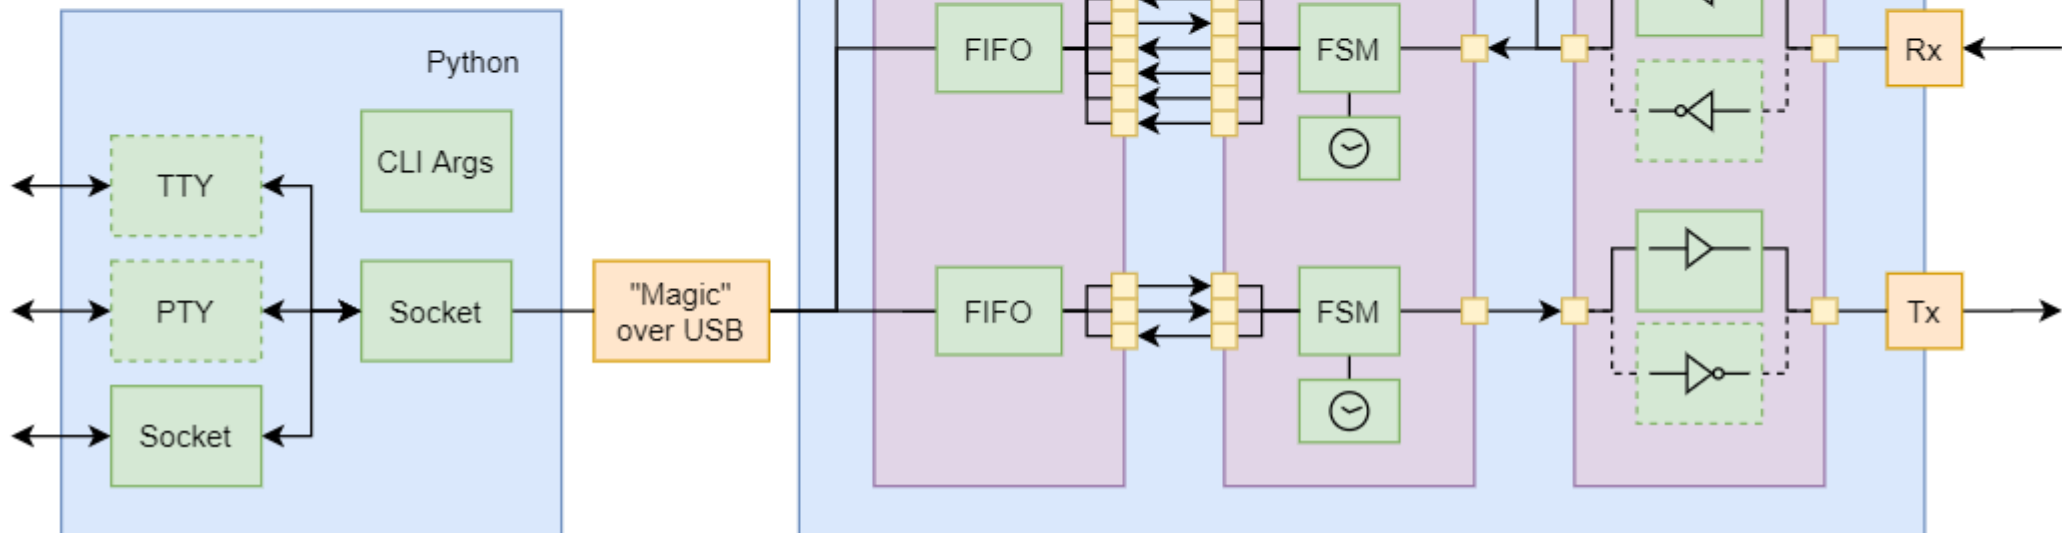 Python
CLI Args
TTY
PTY
Socket
Socket
"Magic"
over USB
FIFO
FSM
Rx
FIFO
FSM
Tx